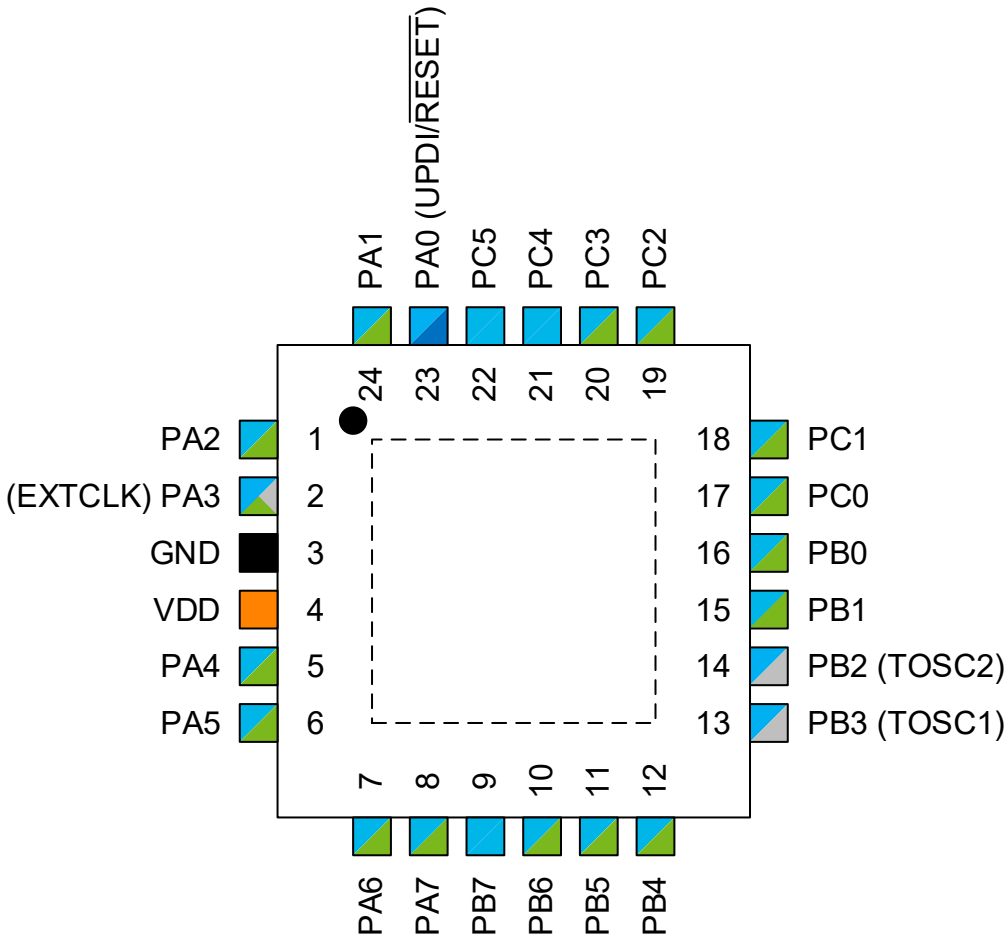 PA1
PA0 (UPDI/RESET)
PC5
PC4
PC3
PC2
24
23
22
21
20
19
PA2
1
18
PC1
(EXTCLK) PA3
2
17
PC0
GND
3
16
PB0
VDD
4
15
PB1
PA4
5
14
PB2 (TOSC2)
PA5
6
13
PB3 (TOSC1)
7
8
9
10
11
12
PA6
PA7
PB7
PB6
PB5
PB4